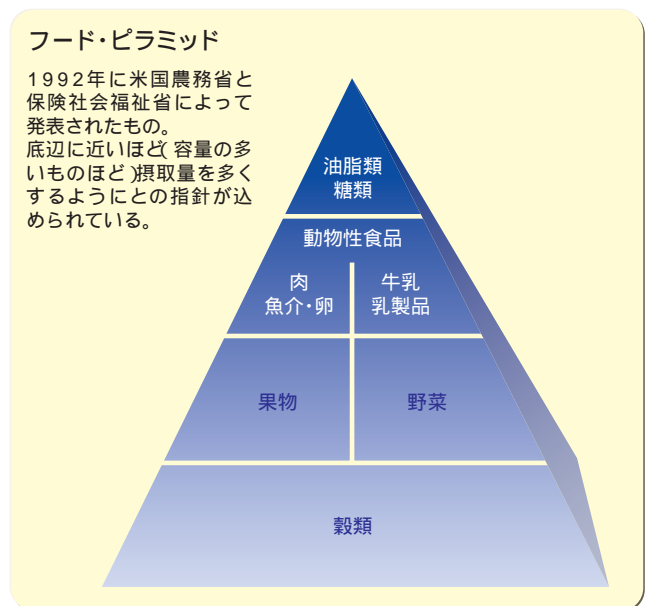 フード・ピラミッド
1992年に米国農務省と
保険社会福祉省によって
発表されたもの。
底辺に近いほど(容量の多
いものほど)摂取量を多く
するようにとの指針が込
められている。
油脂類
糖類
動物性食品
肉
魚介・卵
牛乳
乳製品
果物
野菜
穀類